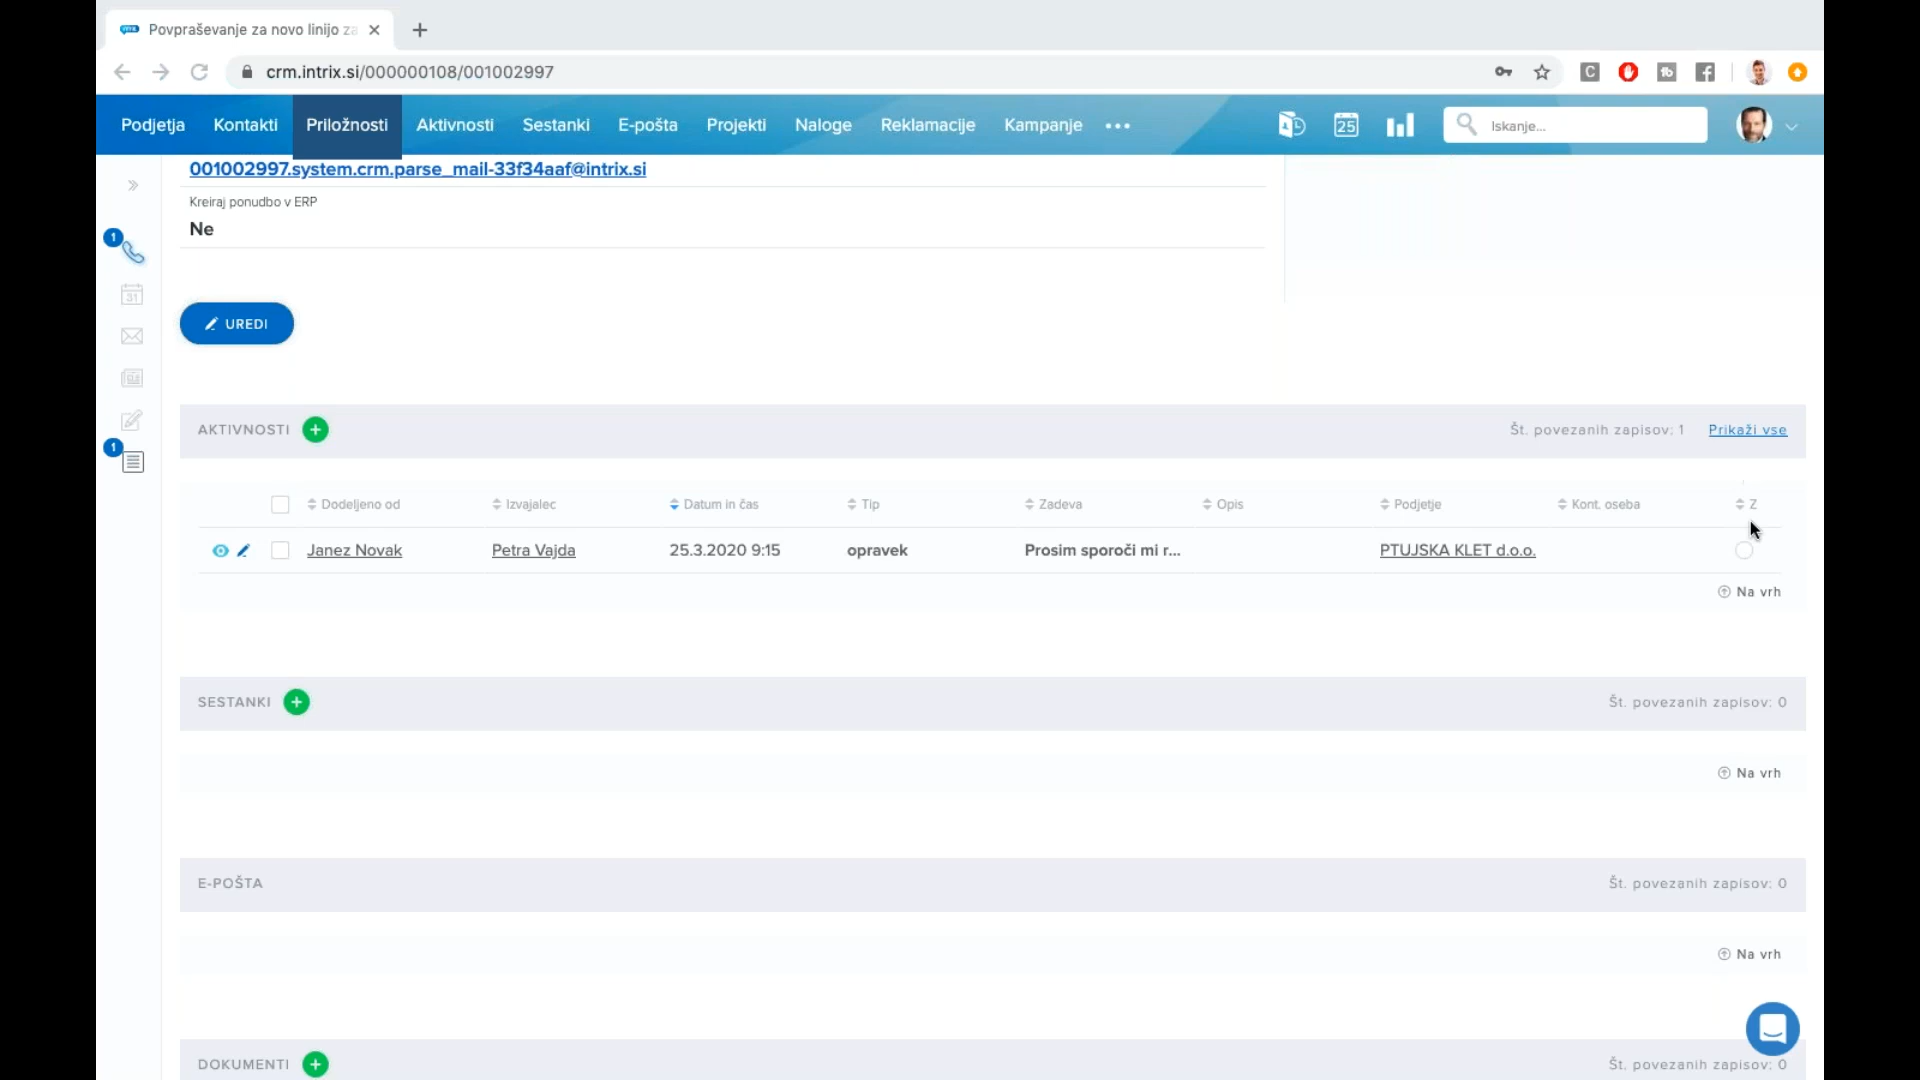 Povpraševanje za novo linijo za
crm.intrix.si/000000108/001002997
Podjetja Kontakti Priložnosti Aktivnosti Sestanki E-pošta Projekti Naloge Reklamacije Kampanje 25 Iskanje...
001002997.system.crm.parse_mail-33f34aaf@intrix.si
Kreiraj ponudbo v ERP
Ne
1
31
UREDI
1
AKTIVNOSTI Št. povezanih zapisov: 1 Prikaži vse
Dodeljeno od Izvajalec Datum in čas Tip Zadeva Opis Podjetje Kont. oseba Z
Janez Novak Petra Vajda 25.3.2020 9:15 opravek Prosim sporoči mi r... PTUJSKA KLET d.o.o.
Na vrh
SESTANKI Št. povezanih zapisov: 0
Na vrh
E-POŠTA Št. povezanih zapisov: 0
Na vrh
DOKUMENTI Št. povezanih zapisov: 0